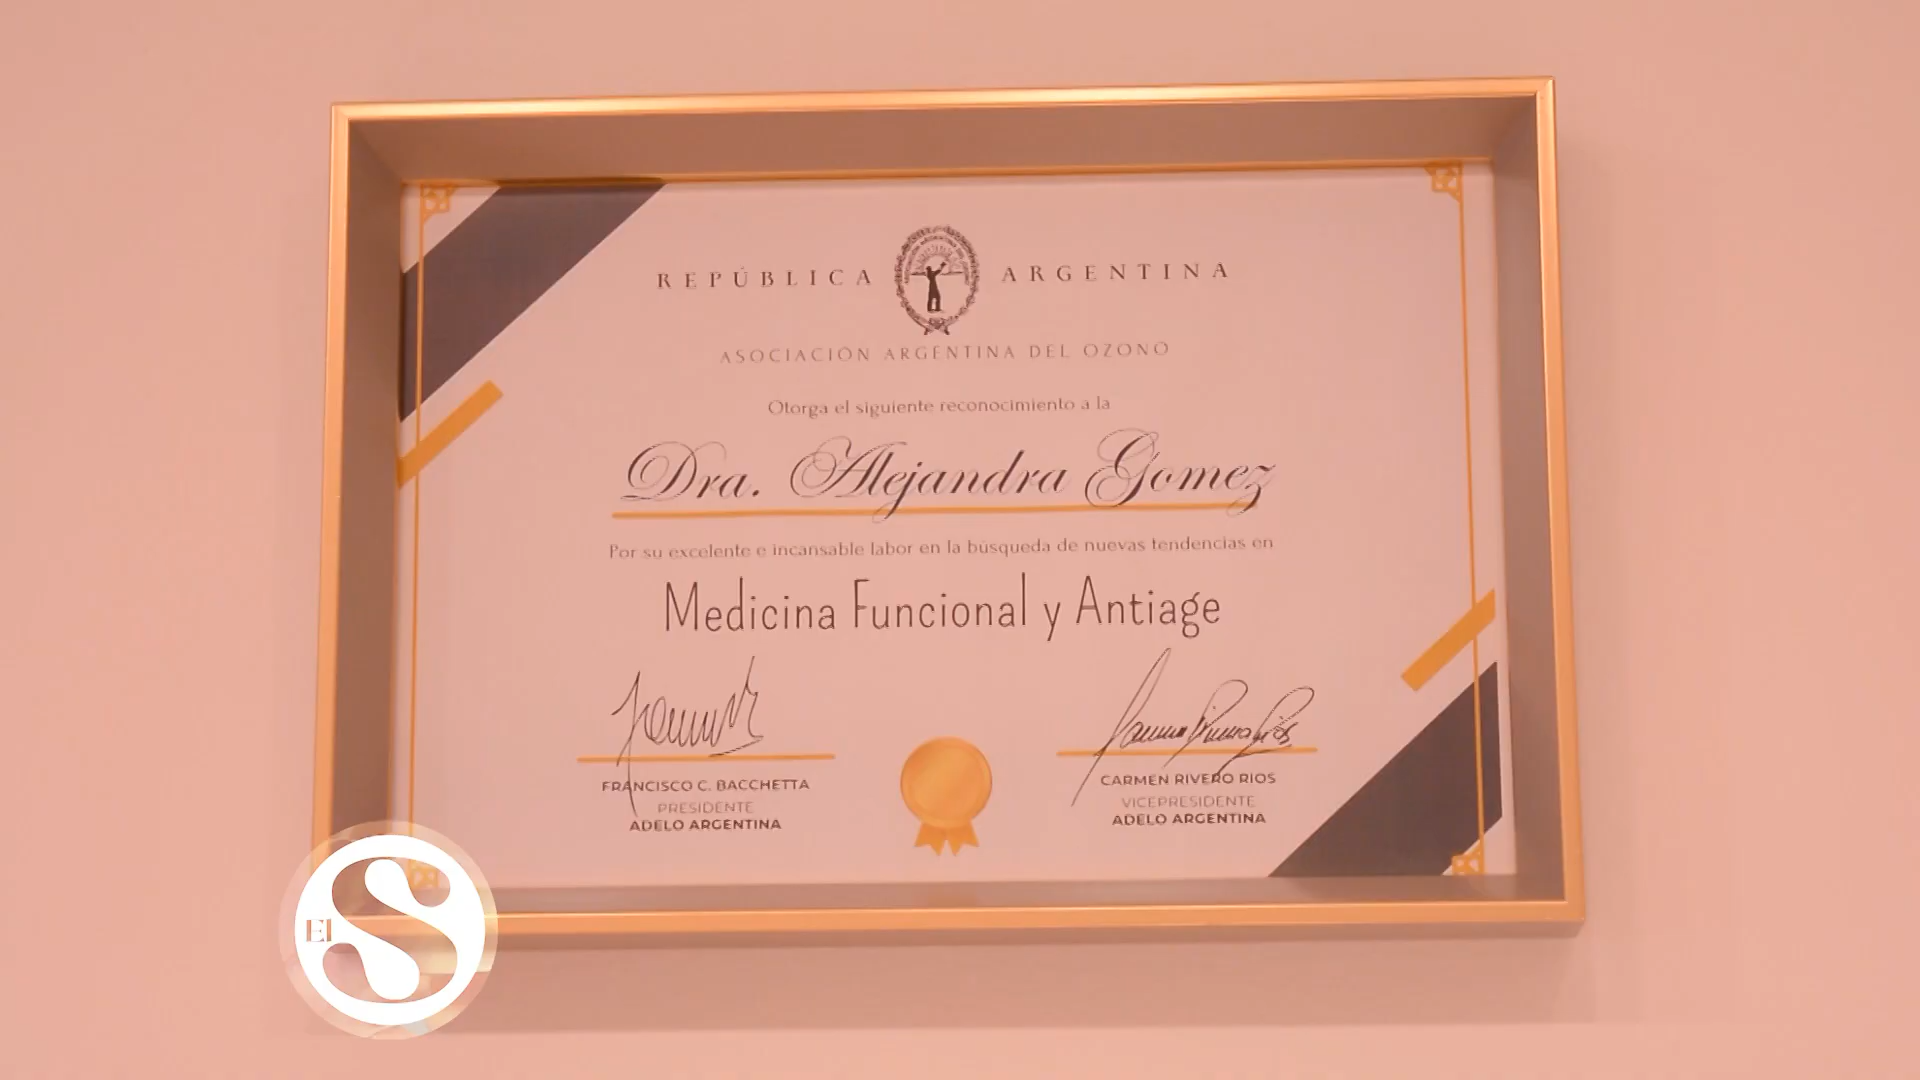 REPÚBLICA ARGENTINA
ASOCIACIÓN ARGENTINA DEL OZONO
Otorga el siguiente reconocimiento a la
Dra. Alejandra Gomez
Por su excelente e incansable labor en la búsqueda de nuevas tendencias en
Medicina Funcional y Antiage
FRANCISCO C. BACCHETTA
PRESIDENTE
ADELO ARGENTINA
CARMEN RIVERO RIOS
VICEPRESIDENTE
ADELO ARGENTINA
El S